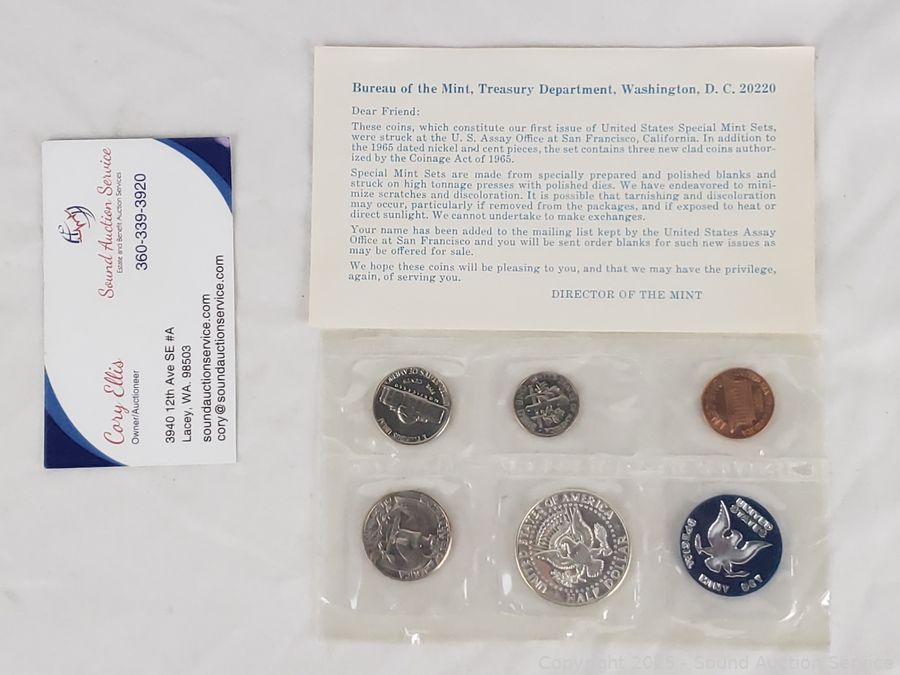 Sound Auction Service
Estate and Benefit Auction Services
360-339-3920
Cory Ellis
Owner/Auctioneer
3940 12th Ave SE #A
Lacey, WA. 98503
soundauctionservice.com
cory@soundauctionservice.com
Bureau of the Mint, Treasury Department, Washington, D. C. 20220
Dear Friend:
These coins, which constitute our first issue of United States Special Mint Sets,
were struck at the U. S. Assay Office at San Francisco, California. In addition to
the 1965 dated nickel and cent pieces, the set contains three new clad coins author-
ized by the Coinage Act of 1965.
Special Mint Sets are made from specially prepared and polished blanks and
struck on high tonnage presses with polished dies. We have endeavored to mini-
mize scratches and discoloration. It is possible that tarnishing and discoloration
may occur, particularly if removed from the packages, and if exposed to heat or
direct sunlight. We cannot undertake to make exchanges.
Your name has been added to the mailing list kept by the United States Assay
Office at San Francisco and you will be sent order blanks for such new issues as
may be offered for sale.
We hope these coins will be pleasing to you, and that we may have the privilege,
again, of serving you.
DIRECTOR OF THE MINT
UNITED STATES OF AMERICA
HALF DOLLAR
Copyright 2025 - Sound Auction Service